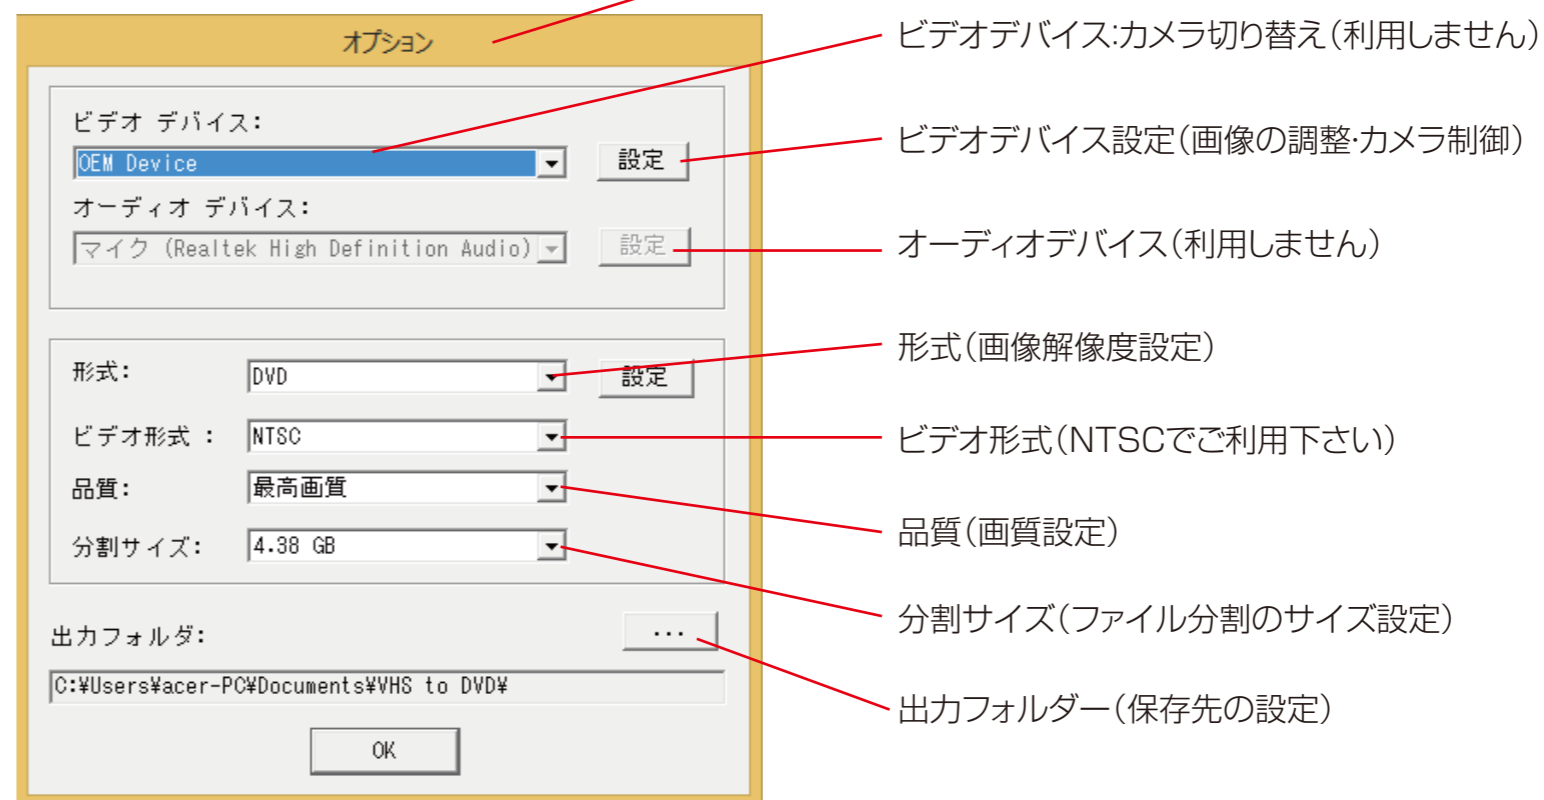 オプション
ビデオ デバイス:
OEM Device
設定
オーディオ デバイス:
マイク (Realtek High Definition Audio)
設定
形式:
DVD
設定
ビデオ形式 :
NTSC
品質:
最高画質
分割サイズ:
4.38 GB
出力フォルダ:
...
C:¥Users¥acer-PC¥Documents¥VHS to DVD¥
OK
ビデオデバイス:カメラ切り替え(利用しません)
ビデオデバイス設定(画像の調整・カメラ制御)
オーディオデバイス(利用しません)
形式(画像解像度設定)
ビデオ形式(NTSCでご利用下さい)
品質(画質設定)
分割サイズ(ファイル分割のサイズ設定)
出力フォルダー(保存先の設定)